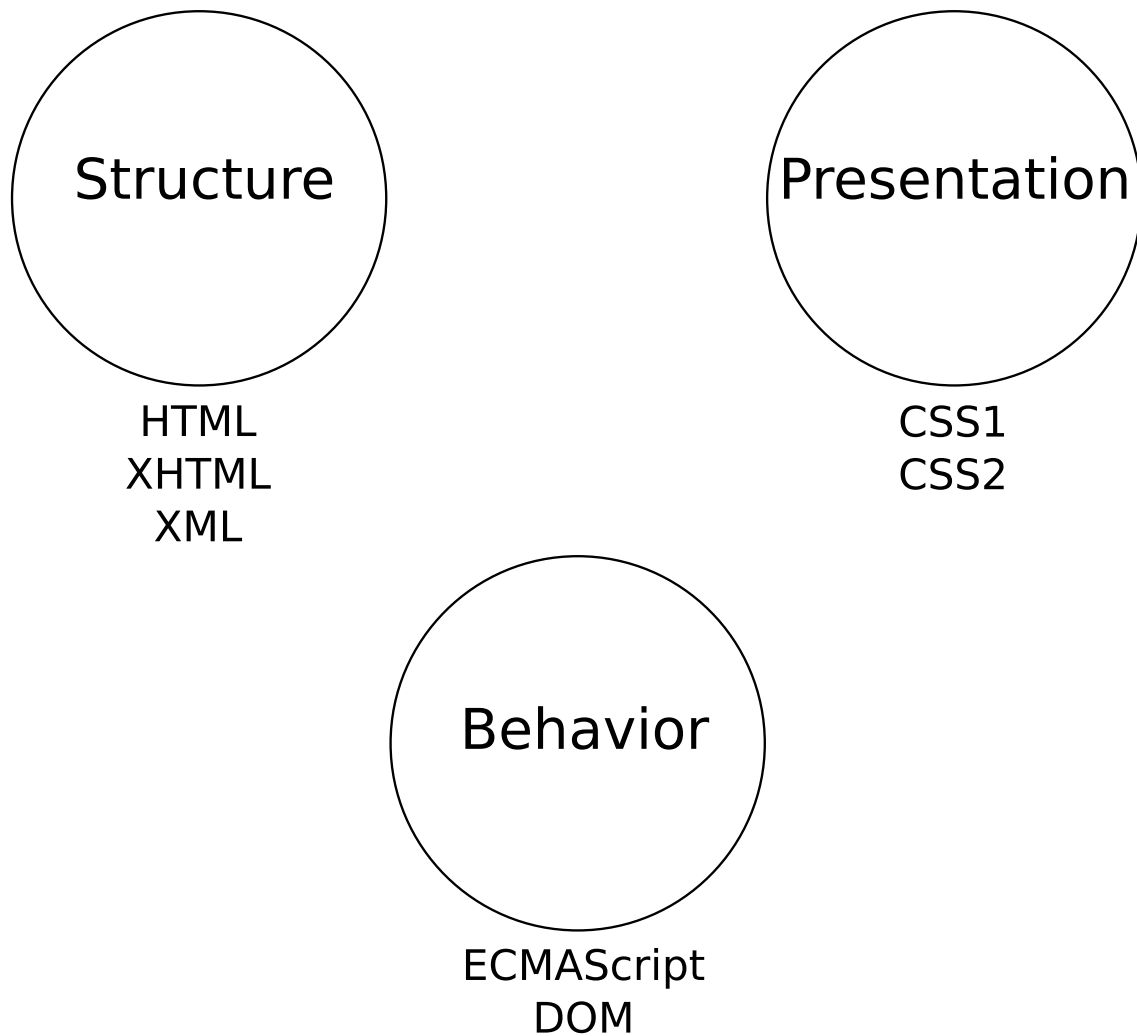 Structure
HTML
XHTML
XML
Presentation
CSS1
CSS2
Behavior
ECMAScript
DOM